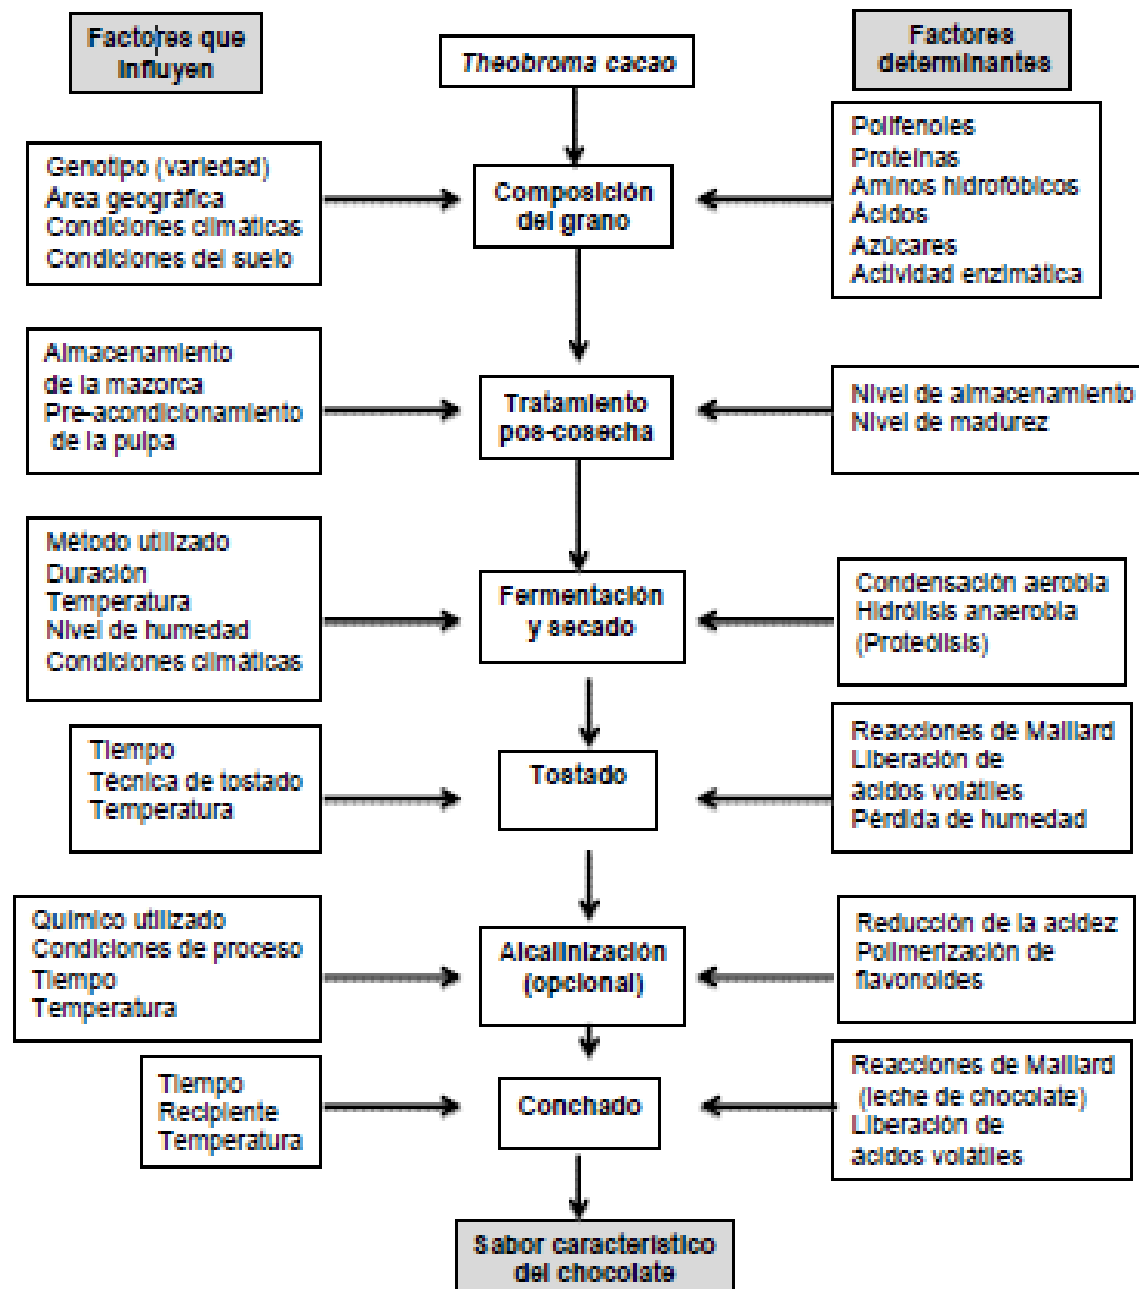 Factores que
influyen
Theobroma cacao
Factores
determinantes
Genotipo (variedad)
Área geográfica
Condiciones climáticas
Condiciones del suelo
Composición
del grano
Polifenoles
Proteínas
Aminos hidrofóbicos
Ácidos
Azúcares
Actividad enzimática
Almacenamiento
de la mazorca
Pre-acondicionamiento
de la pulpa
Tratamiento
pos-cosecha
Nivel de almacenamiento
Nivel de madurez
Método utilizado
Duración
Temperatura
Nivel de humedad
Condiciones climáticas
Fermentación
y secado
Condensación aerobia
Hidrólisis anaerobia
(Proteólisis)
Tiempo
Técnica de tostado
Temperatura
Tostado
Reacciones de Maillard
Liberación de
ácidos volátiles
Pérdida de humedad
Químico utilizado
Condiciones de proceso
Tiempo
Temperatura
Alcalinización
(opcional)
Reducción de la acidez
Polimerización de
flavonoides
Tiempo
Recipiente
Temperatura
Conchado
Reacciones de Maillard
(leche de chocolate)
Liberación de
ácidos volátiles
Sabor característico
del chocolate